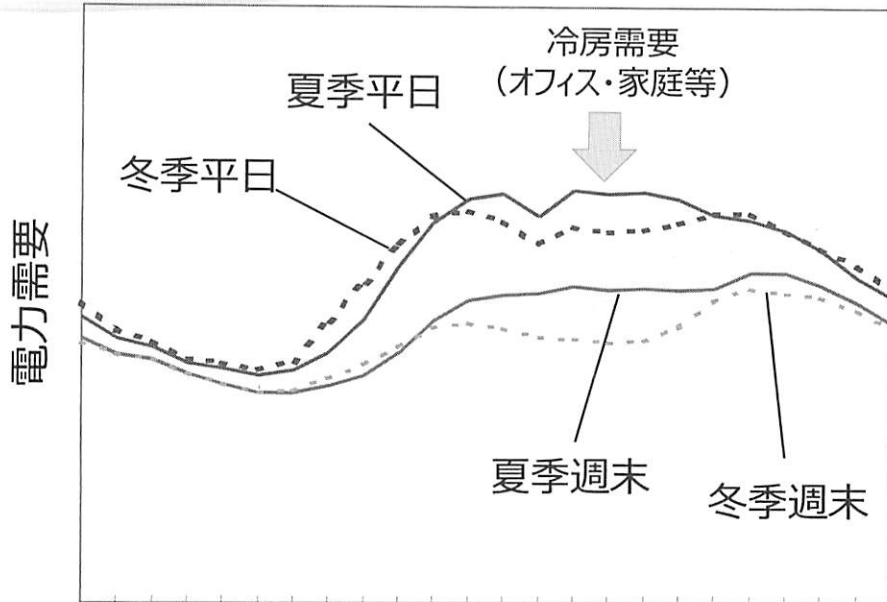 冷房需要
（オフィス・家庭等）
夏季平日
冬季平日
電力需要
夏季週末
冬季週末